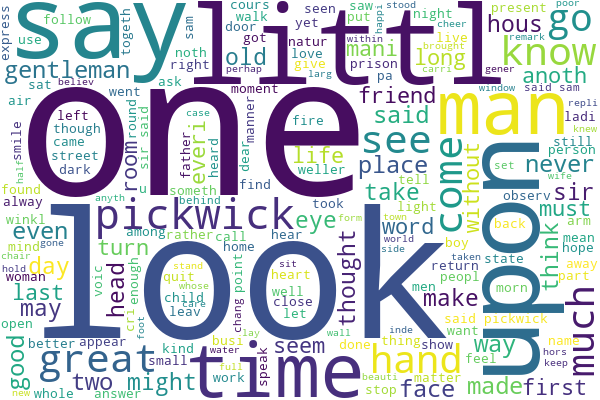 express
follow
use
say
littl
cours
walk
door
saw
put
seen
yet
night
cheer
happi
stood
within
poor
remark
long
live
go
air
sat
noth
togeth
got
natur
old
mani
present
brought
gener
hous
know
gentleman
smile
believ
perhap
larg
right
love
give
prison
pa
carri
window
said sam
anoth
went
ask
moment
friend
repli
ladi
knew
left
though
came
street
dark
half
round
room
u
sir said
everi
case
father
heard
manner
dear
fire
one
man
said
see
place
life
weller
find
someth
behind
anyth
come
upon
without
never
still
person
set
wife
sir
observ
must
alway
found
winkl
even
mind
gone
chair
hold
day
woman
last
open
may
voic
cri
head
turn
pickwick
among
rather
call
home
enough
point
hear
took
form
eye
light
tell
take
town
world
side
word
boy
return
peopl
men
make
thought
look
think
back
arm
mean
hope
state
away
part
morn
taken
inde
said pickwick
name
hors
keep
want
thing
show
feel
way
much
good
better
appear
whole
new
answer
great
two
might
kind
small
foot
stand
whose
care
quit
child
leav
busi
water
work
full
chang
lay
speak
sit
heart
well
close
let
seem
time
wall
beauti
done
matter
stop
hand
face
made
first